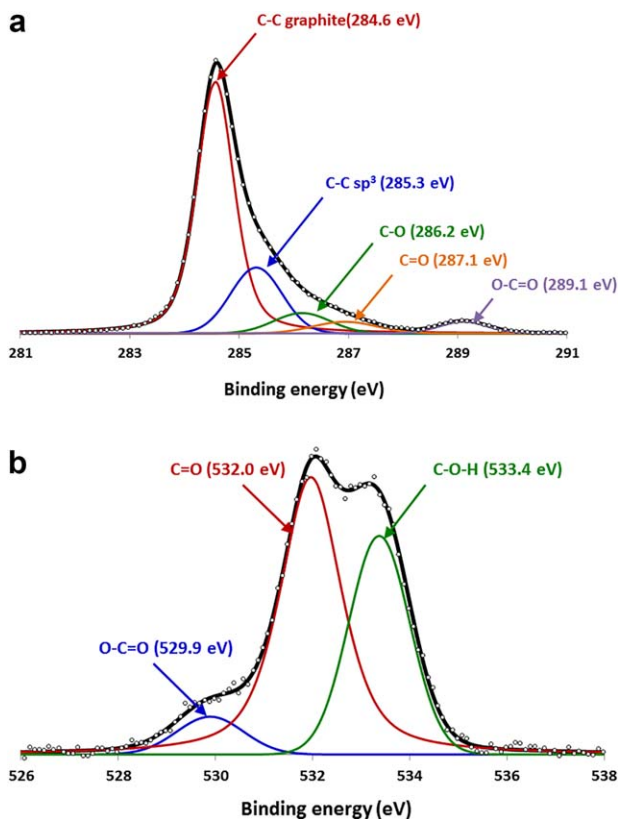 a
C-C graphite(284.6 eV)
C-C sp³ (285.3 eV)
C-O (286.2 eV)
C=O (287.1 eV)
O-C=O (289.1 eV)
281 283 285 287 289 291
Binding energy (eV)
b
C=O (532.0 eV)
C-O-H (533.4 eV)
O-C=O (529.9 eV)
526 528 530 532 534 536 538
Binding energy (eV)